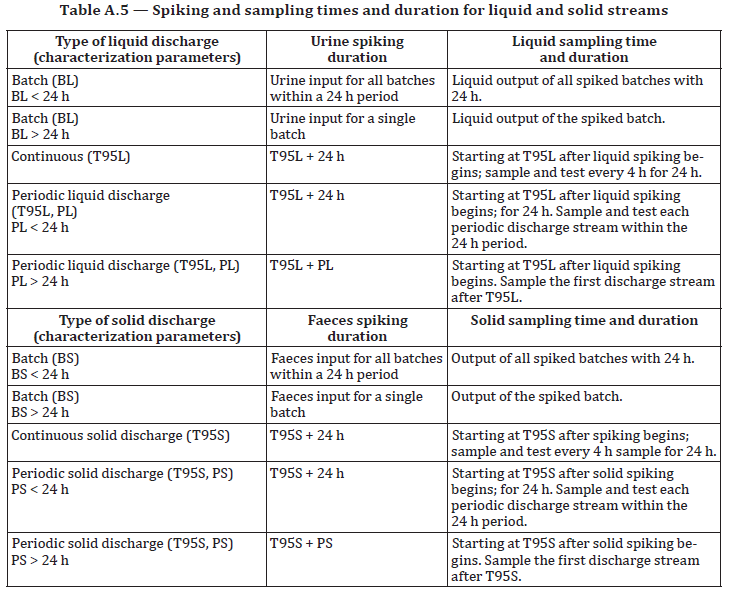 Table A.5 — Spiking and sampling times and duration for liquid and solid streams
Type of liquid discharge
(characterization parameters)
Urine spiking
duration
Liquid sampling time
and duration
Batch (BL)
BL < 24 h
Urine input for all batches
within a 24 h period
Liquid output of all spiked batches with
24 h.
Batch (BL)
BL > 24 h
Urine input for a single
batch
Liquid output of the spiked batch.
Continuous (T95L)
T95L + 24 h
Starting at T95L after liquid spiking be-
gins; sample and test every 4 h for 24 h.
Periodic liquid discharge
(T95L, PL)
PL < 24 h
T95L + 24 h
Starting at T95L after liquid spiking
begins; for 24 h. Sample and test each
periodic discharge stream within the
24 h period.
Periodic liquid discharge (T95L, PL)
PL > 24 h
T95L + PL
Starting at T95L after liquid spiking
begins. Sample the first discharge stream
after T95L.
Type of solid discharge
(characterization parameters)
Faeces spiking
duration
Solid sampling time and duration
Batch (BS)
BS < 24 h
Faeces input for all batches
within a 24 h period
Output of all spiked batches with 24 h.
Batch (BS)
BS > 24 h
Faeces input for a single
batch
Output of the spiked batch.
Continuous solid discharge (T95S)
T95S + 24 h
Starting at T95S after spiking begins;
sample and test every 4 h sample for 24 h.
Periodic solid discharge (T95S, PS)
PS < 24 h
T95S + 24 h
Starting at T95S after solid spiking
begins; for 24 h. Sample and test each
periodic discharge stream within the
24 h period.
Periodic solid discharge (T95S, PS)
PS > 24 h
T95S + PS
Starting at T95S after solid spiking be-
gins. Sample the first discharge stream
after T95S.